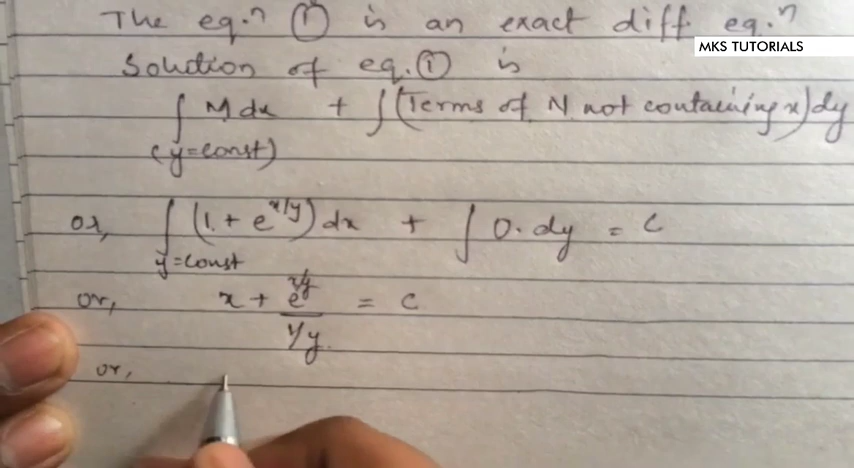 The eq.ⁿ ① is an exact diff eq.ⁿ
MKS TUTORIALS
Solution of eq.① is
∫ M dx + ∫ (Terms of N not containing x) dy
(y=const)
or, ∫ (1 + e^{x/y}) dx + ∫ 0. dy = c
y=const
or, x + e^{x/y} / 1/y = c
or,